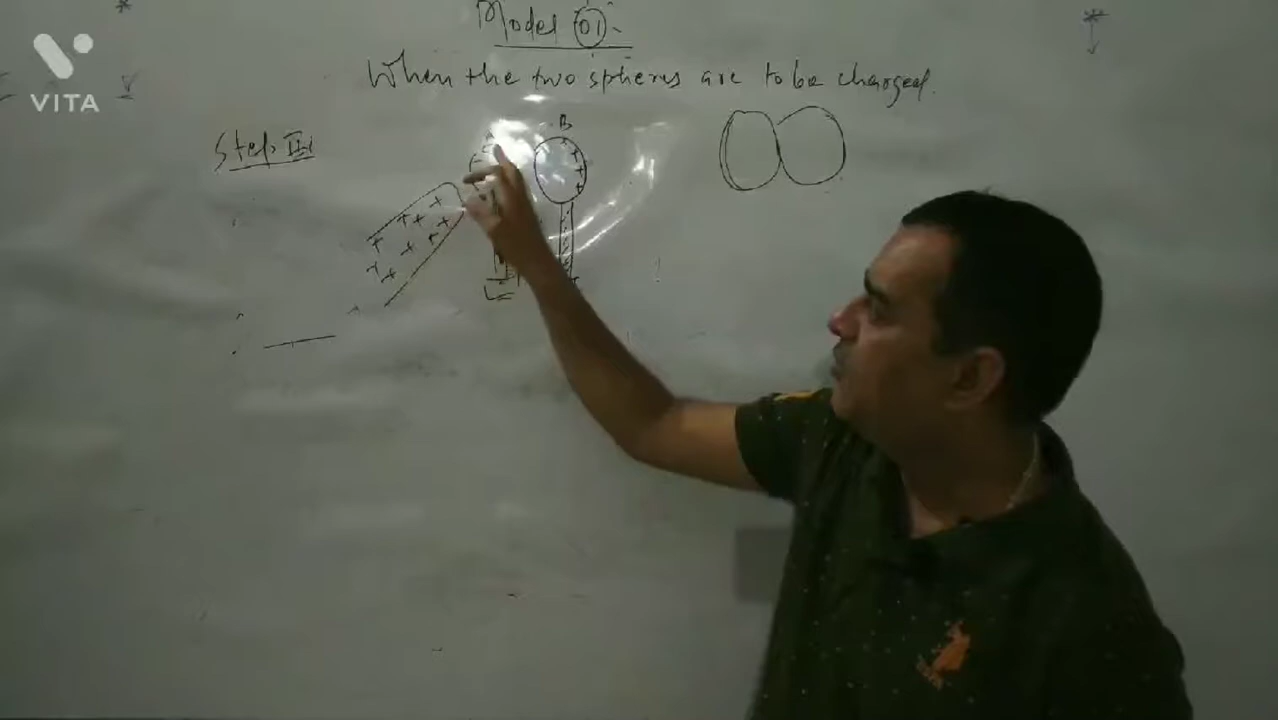 VITA
Model 01
When the two spheres are to be charged.
Step III
B